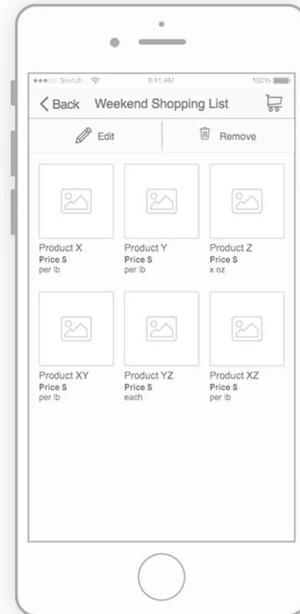 Sketch 9:41 AM 100%
Back Weekend Shopping List
Edit Remove
Product X Product Y Product Z
Price $ Price $ Price $
per lb per lb x oz
Product XY Product YZ Product XZ
Price $ Price $ Price $
per lb each per lb